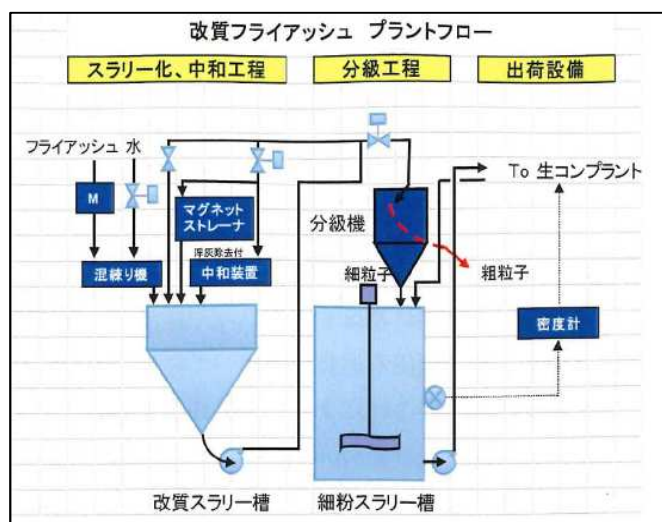 改質フライアッシュ プラントフロー
スラリー化、中和工程
分級工程
出荷設備
フライアッシュ 水
M
マグネット
ストレーナ
浮灰除去付
混練り機
中和装置
分級機
細粒子
粗粒子
To 生コンプラント
密度計
改質スラリー槽
細粉スラリー槽